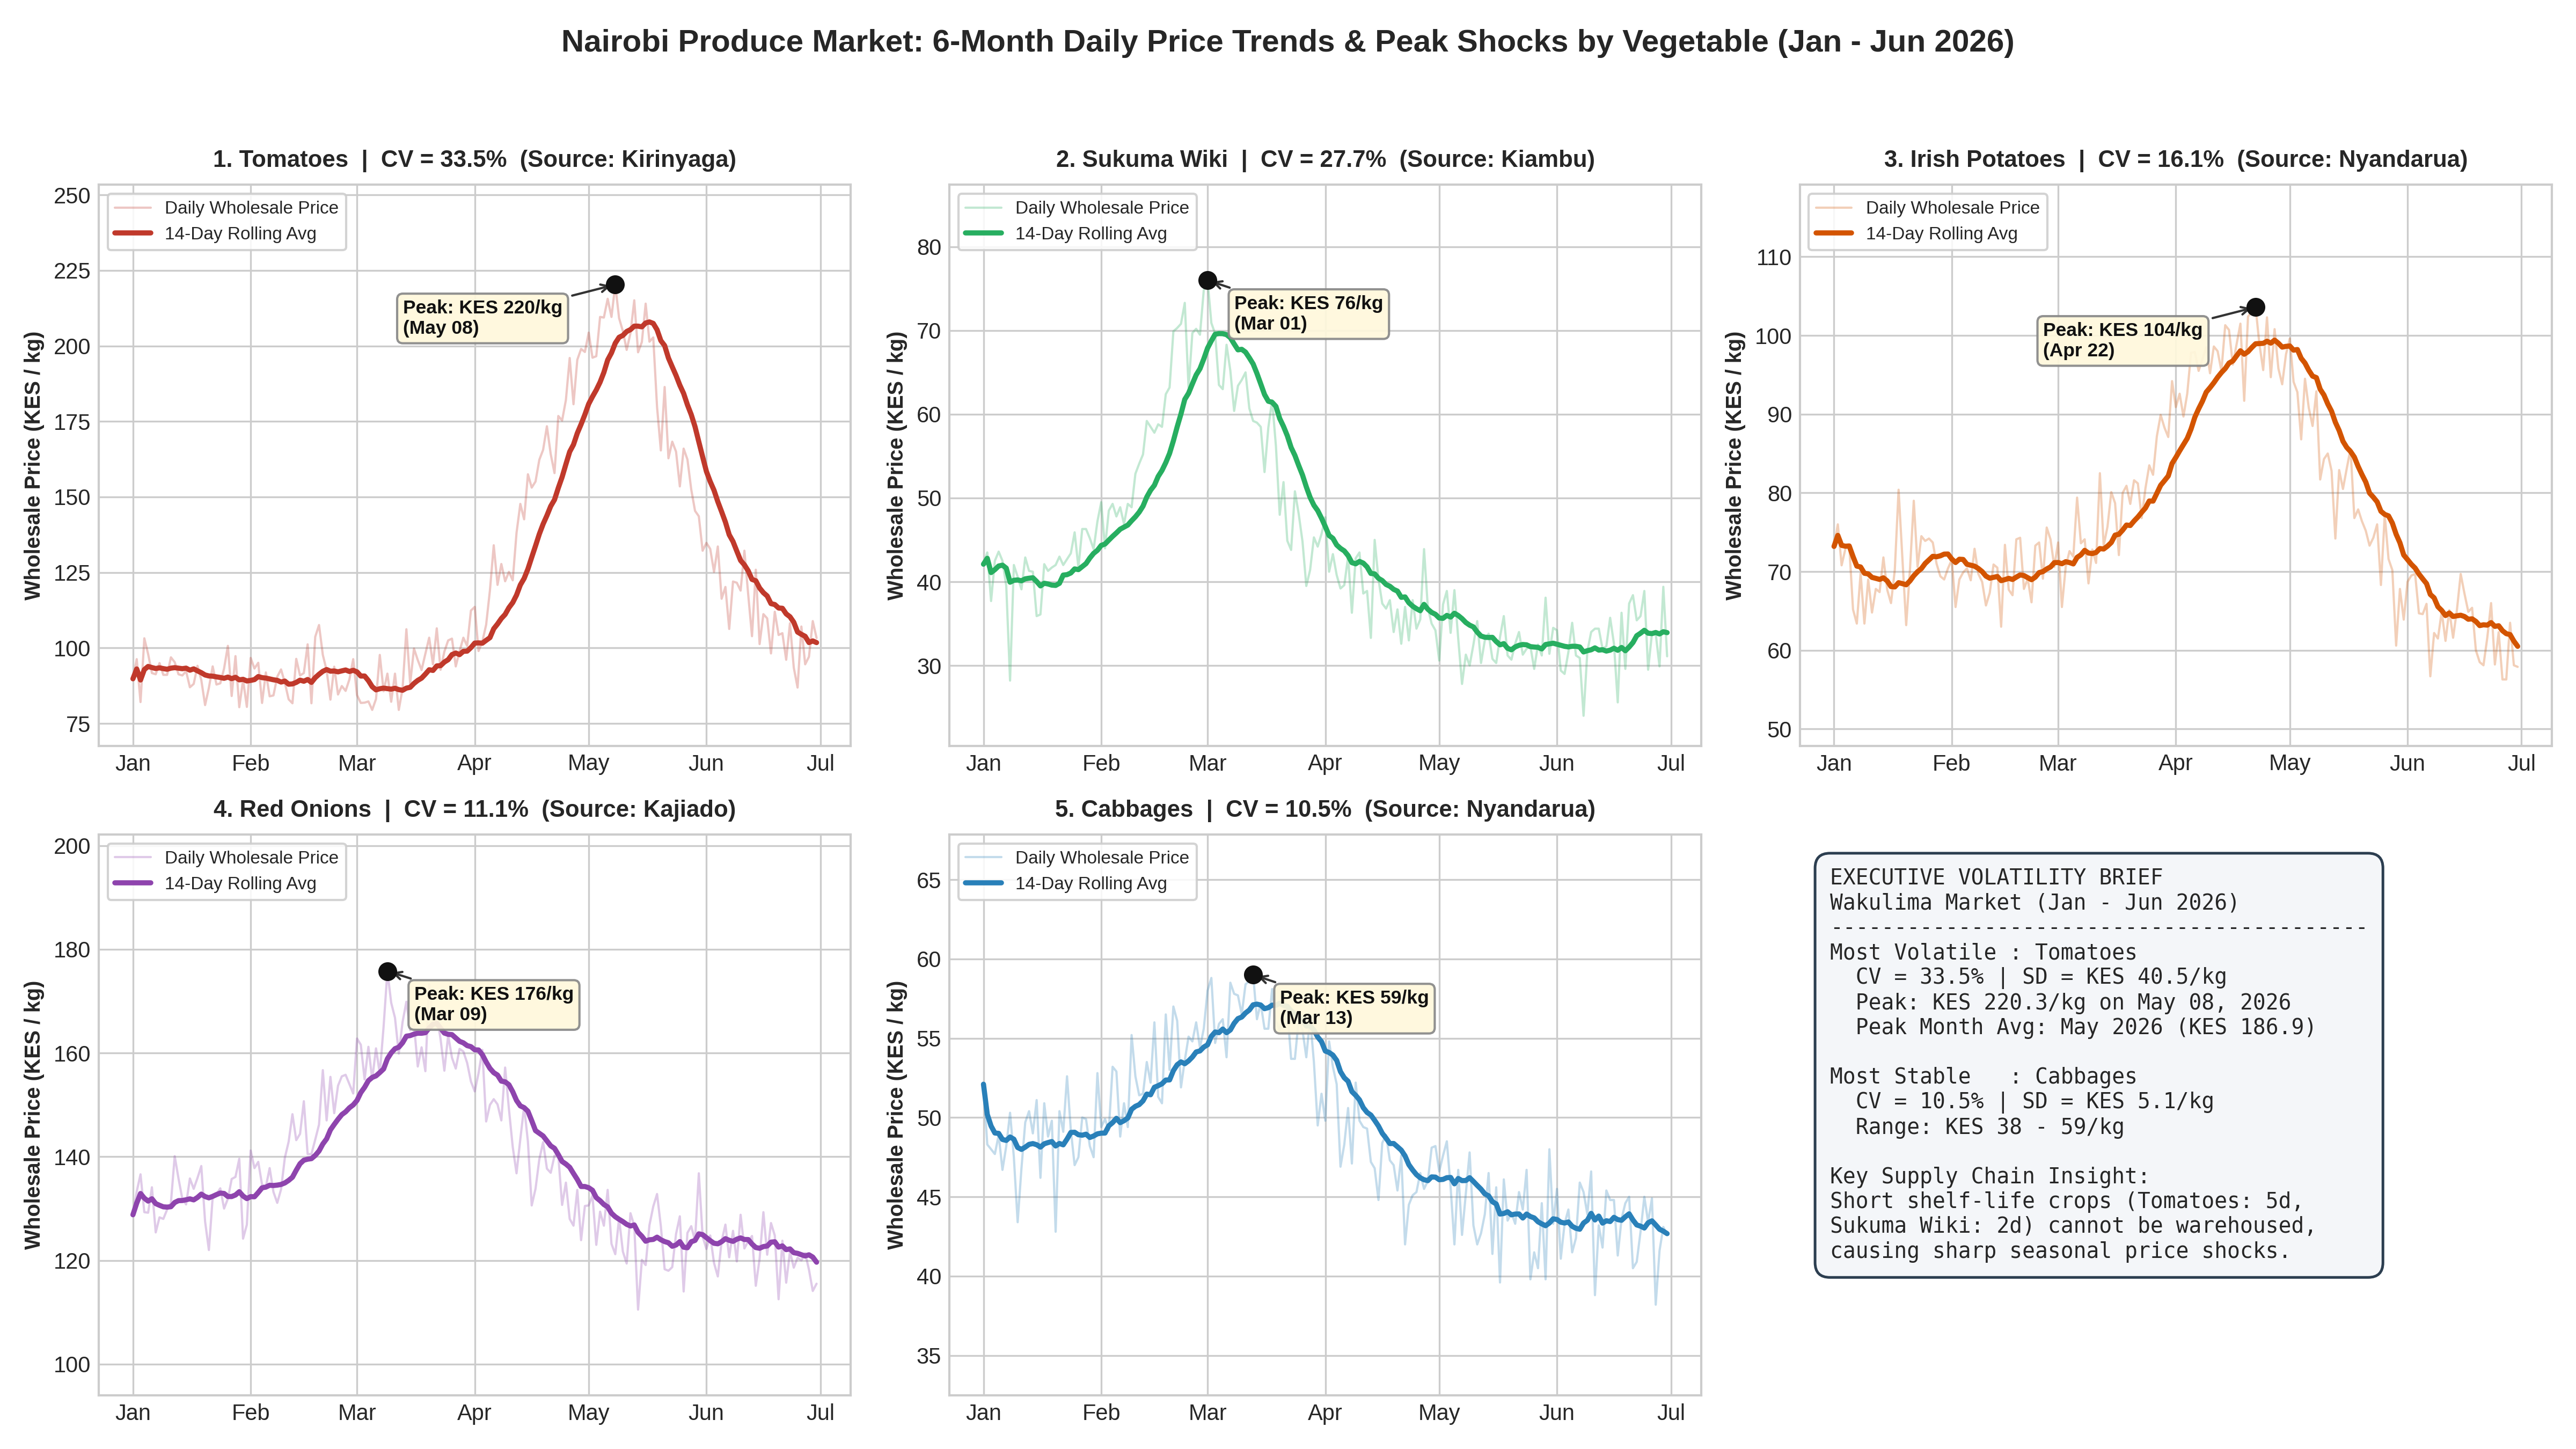 Nairobi Produce Market: 6-Month Daily Price Trends & Peak Shocks by Vegetable (Jan - Jun 2026)
1. Tomatoes | CV = 33.5% (Source: Kirinyaga)
Wholesale Price (KES / kg)
250
225
200
175
150
125
100
75
Daily Wholesale Price
14-Day Rolling Avg
Peak: KES 220/kg
(May 08)
Jan Feb Mar Apr May Jun Jul
2. Sukuma Wiki | CV = 27.7% (Source: Kiambu)
Wholesale Price (KES / kg)
80
70
60
50
40
30
Daily Wholesale Price
14-Day Rolling Avg
Peak: KES 76/kg
(Mar 01)
Jan Feb Mar Apr May Jun Jul
3. Irish Potatoes | CV = 16.1% (Source: Nyandarua)
Wholesale Price (KES / kg)
110
100
90
80
70
60
50
Daily Wholesale Price
14-Day Rolling Avg
Peak: KES 104/kg
(Apr 22)
Jan Feb Mar Apr May Jun Jul
4. Red Onions | CV = 11.1% (Source: Kajiado)
Wholesale Price (KES / kg)
200
180
160
140
120
100
Daily Wholesale Price
14-Day Rolling Avg
Peak: KES 176/kg
(Mar 09)
Jan Feb Mar Apr May Jun Jul
5. Cabbages | CV = 10.5% (Source: Nyandarua)
Wholesale Price (KES / kg)
65
60
55
50
45
40
35
Daily Wholesale Price
14-Day Rolling Avg
Peak: KES 59/kg
(Mar 13)
Jan Feb Mar Apr May Jun Jul
EXECUTIVE VOLATILITY BRIEF
Wakulima Market (Jan - Jun 2026)
------------------------------------------
Most Volatile : Tomatoes
CV = 33.5% | SD = KES 40.5/kg
Peak: KES 220.3/kg on May 08, 2026
Peak Month Avg: May 2026 (KES 186.9)
Most Stable : Cabbages
CV = 10.5% | SD = KES 5.1/kg
Range: KES 38 - 59/kg
Key Supply Chain Insight:
Short shelf-life crops (Tomatoes: 5d,
Sukuma Wiki: 2d) cannot be warehoused,
causing sharp seasonal price shocks.